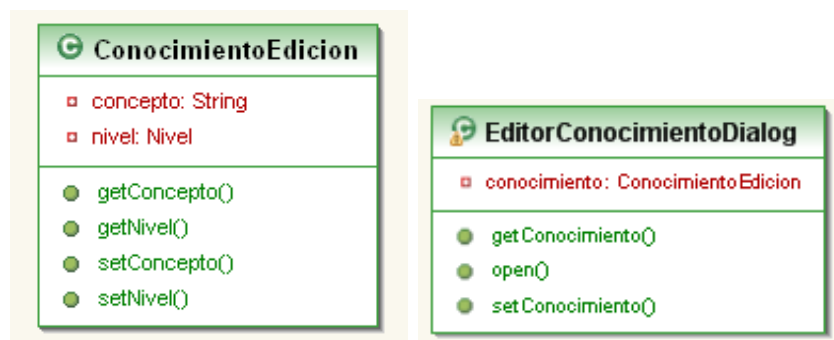 ConocimientoEdicion
concepto: String
nivel: Nivel
getConcepto()
getNivel()
setConcepto()
setNivel()
EditorConocimientoDialog
conocimiento: ConocimientoEdicion
getConocimiento()
open()
setConocimiento()